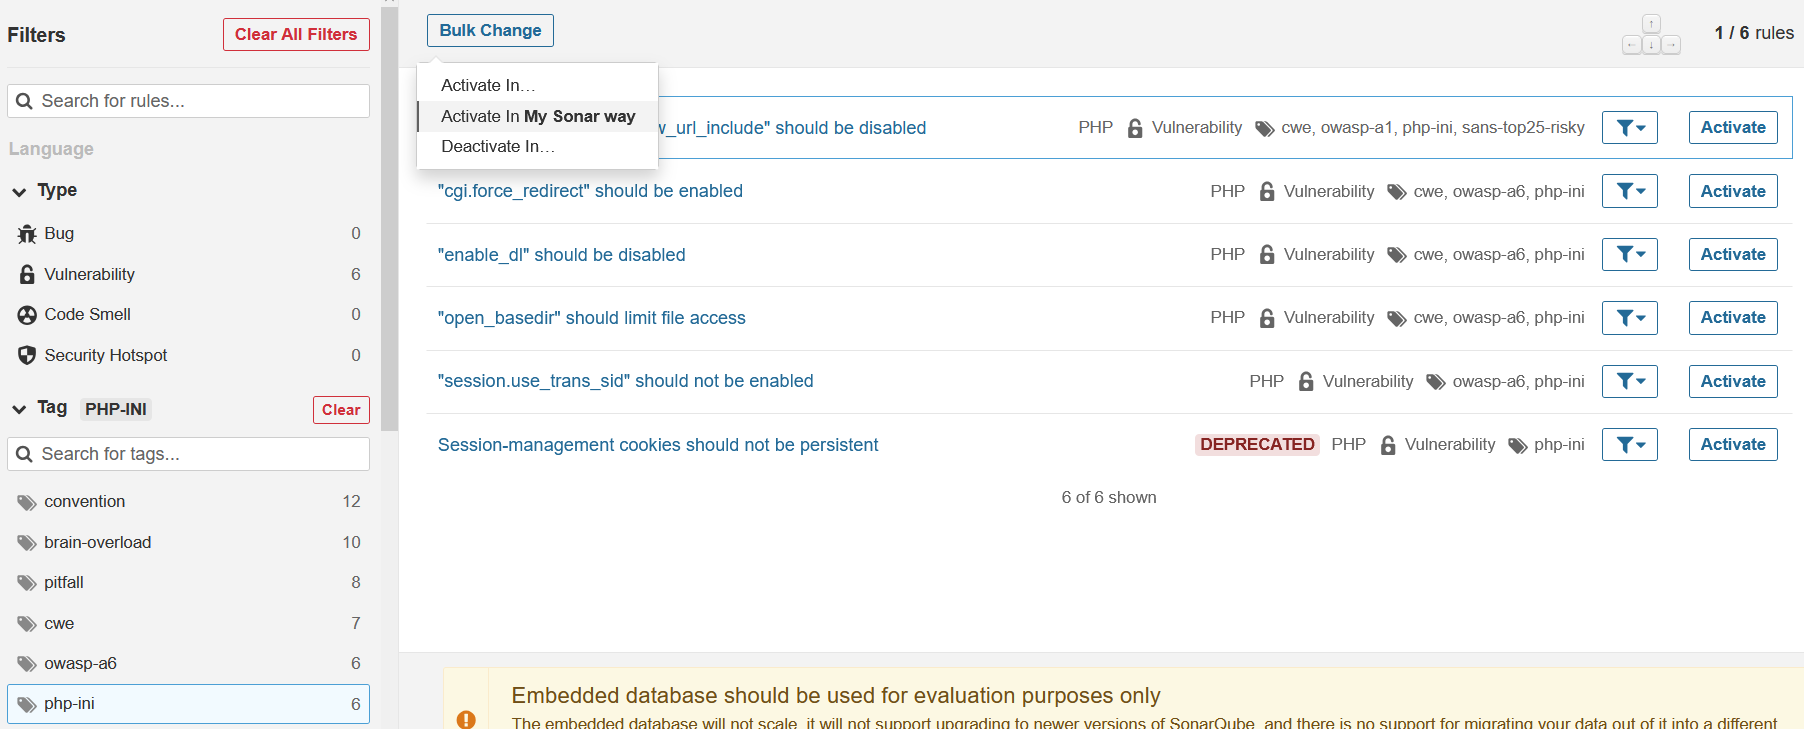 Filters
Clear All Filters
Search for rules...
Language
Type
Bug 0
Vulnerability 6
Code Smell 0
Security Hotspot 0
Tag PHP-INI Clear
Search for tags...
convention 12
brain-overload 10
pitfall 8
cwe 7
owasp-a6 6
php-ini 6
Bulk Change
1 / 6 rules
Activate In…
Activate In My Sonar way
Deactivate In…
_url_include" should be disabled PHP Vulnerability cwe, owasp-a1, php-ini, sans-top25-risky Activate
"cgi.force_redirect" should be enabled PHP Vulnerability cwe, owasp-a6, php-ini Activate
"enable_dl" should be disabled PHP Vulnerability cwe, owasp-a6, php-ini Activate
"open_basedir" should limit file access PHP Vulnerability cwe, owasp-a6, php-ini Activate
"session.use_trans_sid" should not be enabled PHP Vulnerability owasp-a6, php-ini Activate
Session-management cookies should not be persistent DEPRECATED PHP Vulnerability php-ini Activate
6 of 6 shown
Embedded database should be used for evaluation purposes only
The embedded database will not scale, it will not support upgrading to newer versions of SonarQube, and there is no support for migrating your data out of it into a different